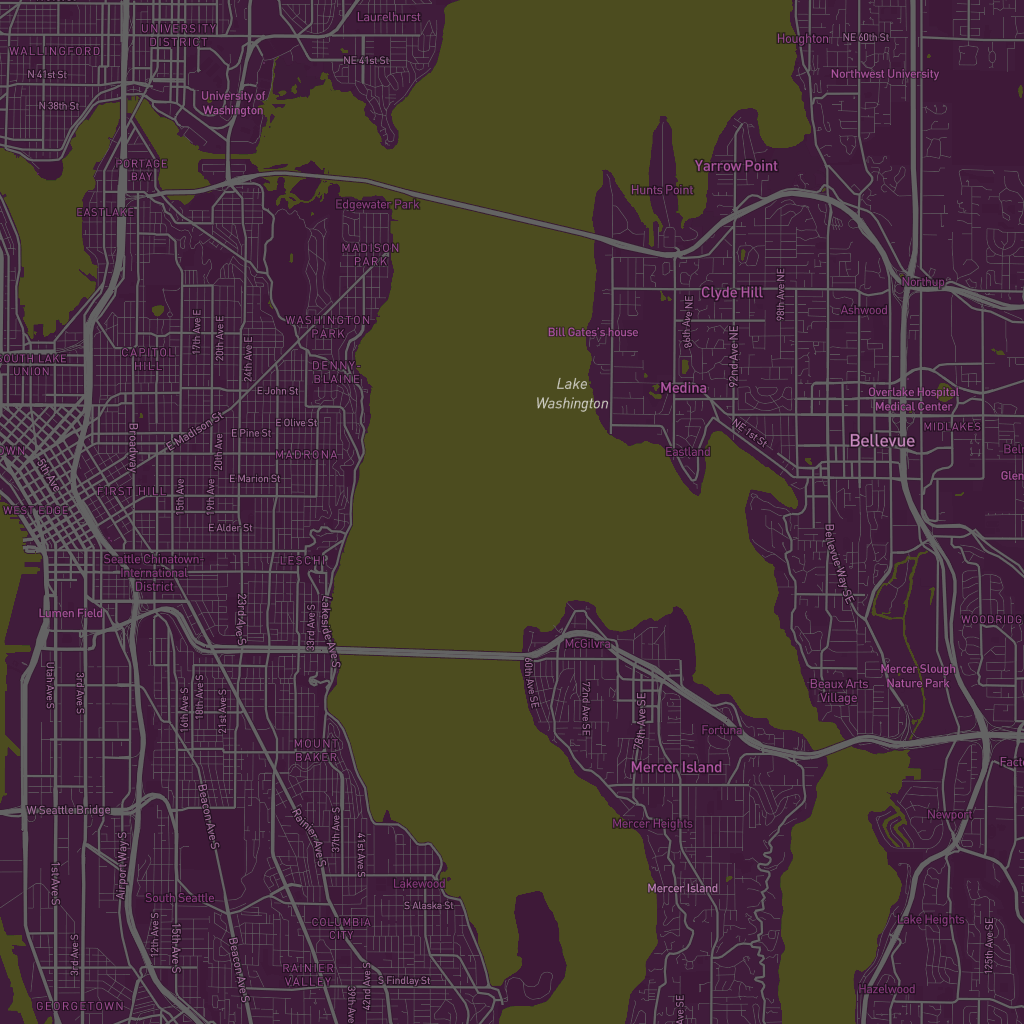 Laurelhurst
UNIVERSITY
DISTRICT
Houghton
NE 60th St
WALLINGFORD
NE 41st St
N 41st St
Northwest University
University of
Washington
N 38th St
PORTAGE
BAY
Yarrow Point
Hunts Point
Edgewater Park
EASTLAKE
MADISON
PARK
Northup
Clyde Hill
98th Ave NE
Ashwood
86th Ave NE
WASHINGTON
PARK
17th Ave E
20th Ave E
24th Ave E
Bill Gates's house
92nd Ave NE
SOUTH LAKE
UNION
CAPITOL
HILL
DENNY-
BLAINE
Lake
Washington
Medina
E John St
Overlake Hospital
Medical Center
E Madison St
E Olive St
E Pine St
Broadway
NE 1st St
MIDLAKES
Bellevue
20th Ave
MADRONA
Eastland
5th Ave
E Marion St
Glen
FIRST HILL
15th Ave
19th Ave
WEST EDGE
E Alder St
Seattle Chinatown-
International
District
LESCHI
Bellevue Way SE
Lumen Field
23rd Ave S
33rd Ave S
Lakeside Ave S
WOODRIDG
McGilvra
Utah Ave S
3rd Ave S
16th Ave S
18th Ave S
21st Ave S
60th Ave SE
72nd Ave SE
78th Ave SE
Mercer Slough
Nature Park
Beaux Arts
Village
Fortuna
MOUNT
BAKER
Mercer Island
Facto
W Seattle Bridge
Beacon Ave S
Rainier Ave S
37th Ave S
41st Ave S
Mercer Heights
Newport
1st Ave S
Airport Way S
Lakewood
Mercer Island
South Seattle
S Alaska St
COLUMBIA
CITY
Lake Heights
12th Ave S
15th Ave S
125th Ave SE
3rd Ave S
Beacon Ave S
RAINIER
VALLEY
S Findlay St
39th Ave
42nd Ave S
Hazelwood
GEORGETOWN
Ave SE